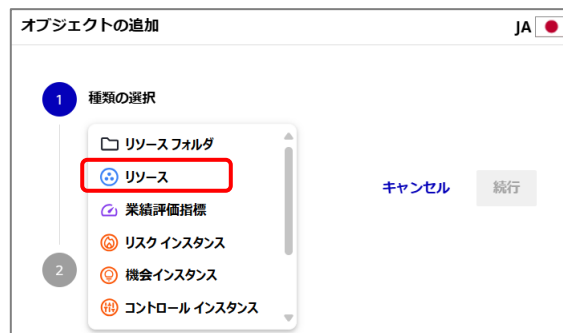 オブジェクトの追加
JA
1 種類の選択
リソース フォルダ
リソース
キャンセル 続行
業績評価指標
リスク インスタンス
2
機会インスタンス
コントロール インスタンス